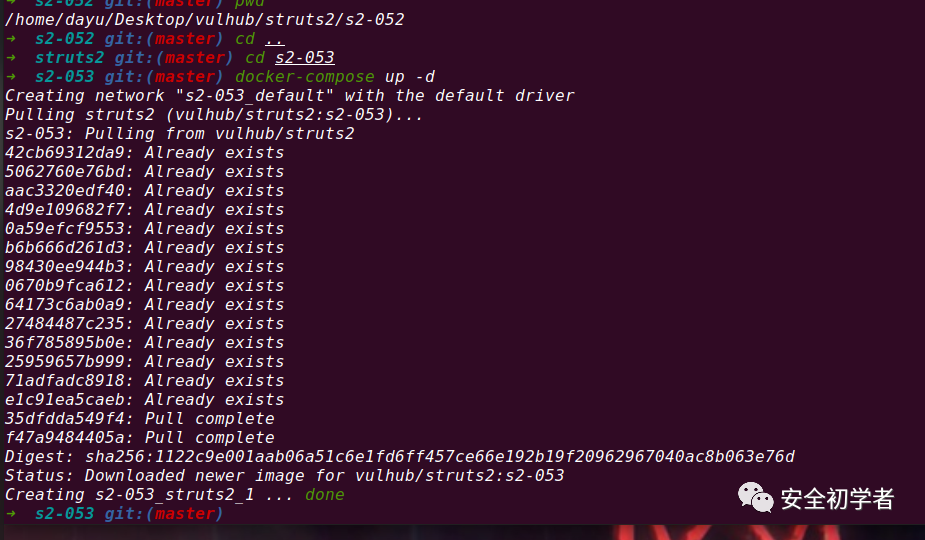 ➜  s2-052 git:(master) pwd
/home/dayu/Desktop/vulhub/struts2/s2-052
➜  s2-052 git:(master) cd ..
➜  struts2 git:(master) cd s2-053
➜  s2-053 git:(master) docker-compose up -d
Creating network "s2-053_default" with the default driver
Pulling struts2 (vulhub/struts2:s2-053)...
s2-053: Pulling from vulhub/struts2
42cb69312da9: Already exists
5062760e76bd: Already exists
aac3320edf40: Already exists
4d9e109682f7: Already exists
0a59efcf9553: Already exists
b6b666d261d3: Already exists
98430ee944b3: Already exists
0670b9fca612: Already exists
64173c6ab0a9: Already exists
27484487c235: Already exists
36f785895b0e: Already exists
25959657b999: Already exists
71adfadc8918: Already exists
e1c91ea5caeb: Already exists
35dfdda549f4: Pull complete
f47a9484405a: Pull complete
Digest: sha256:1122c9e001aab06a51c6e1fd6ff457ce66e192b19f20962967040ac8b063e76d
Status: Downloaded newer image for vulhub/struts2:s2-053
Creating s2-053_struts2_1 ... done
➜  s2-053 git:(master)
安全初学者